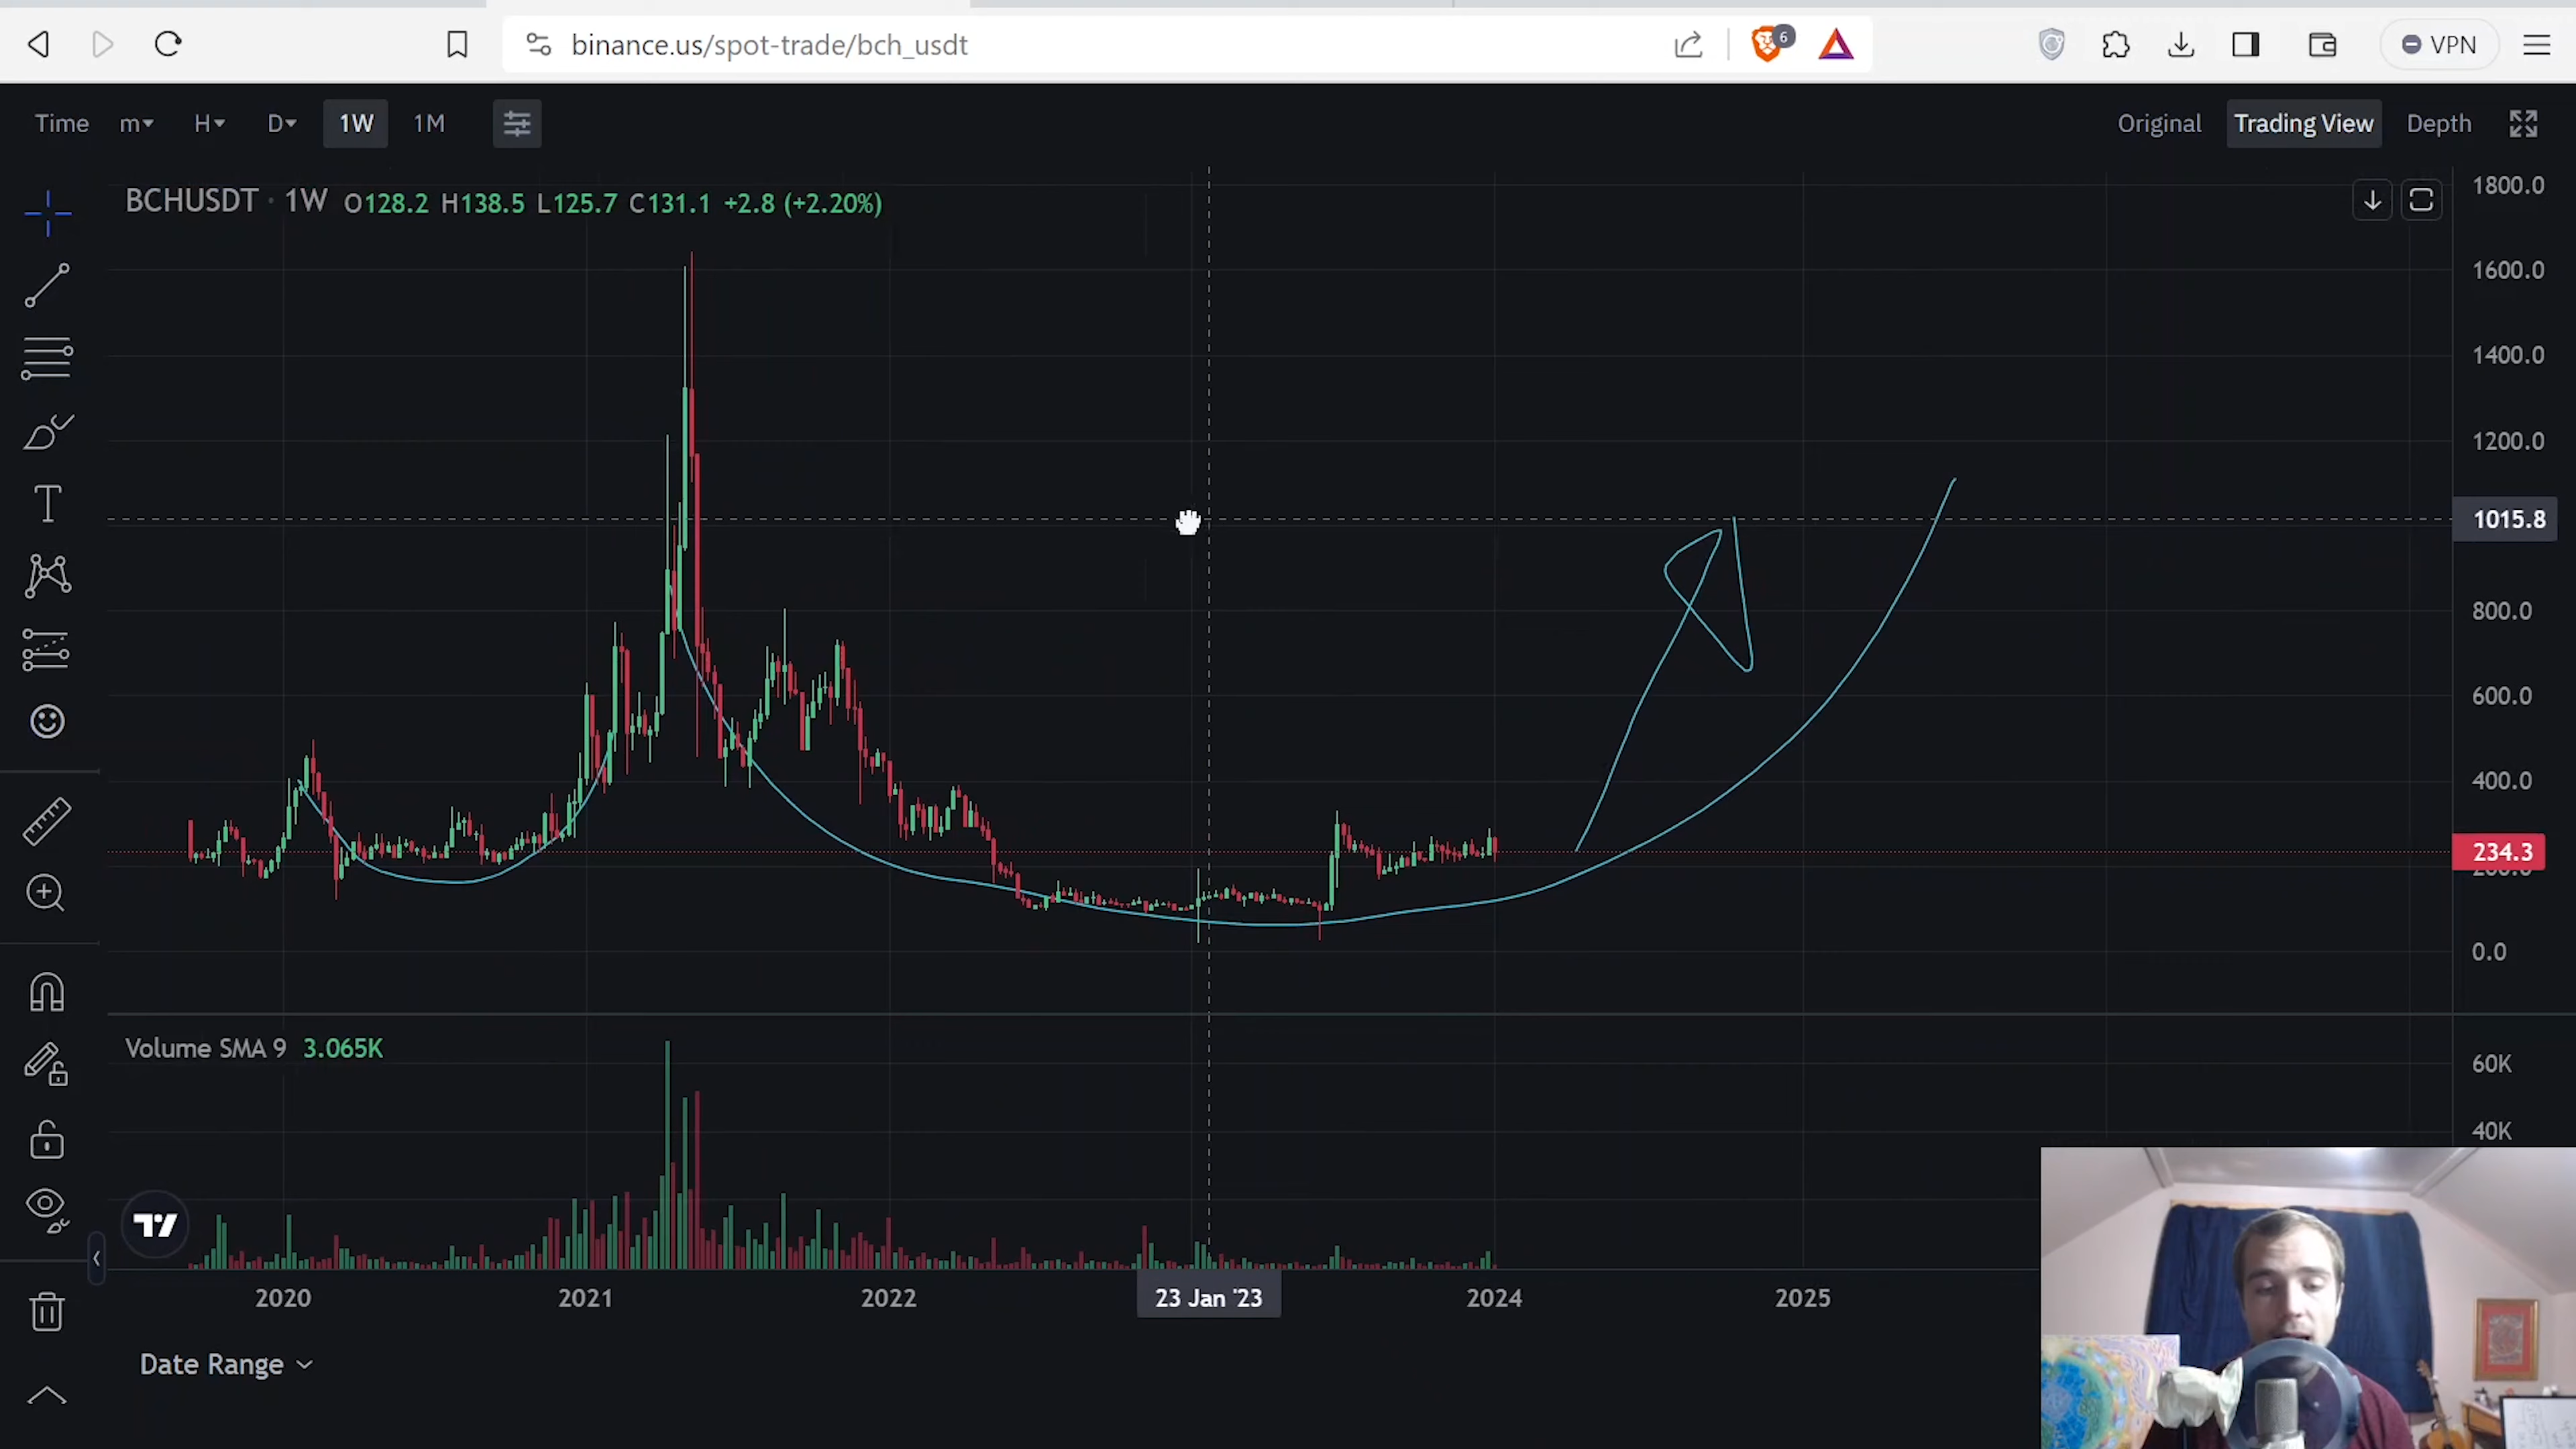 binance.us/spot-trade/bch_usdt
6
VPN
Time m H D 1W 1M
Original Trading View Depth
BCHUSDT · 1W O128.2 H138.5 L125.7 C131.1 +2.8 (+2.20%)
1800.0
1600.0
1400.0
1200.0
1015.8
800.0
600.0
400.0
234.3
0.0
Volume SMA 9 3.065K
60K
40K
2020 2021 2022 23 Jan '23 2024 2025
Date Range